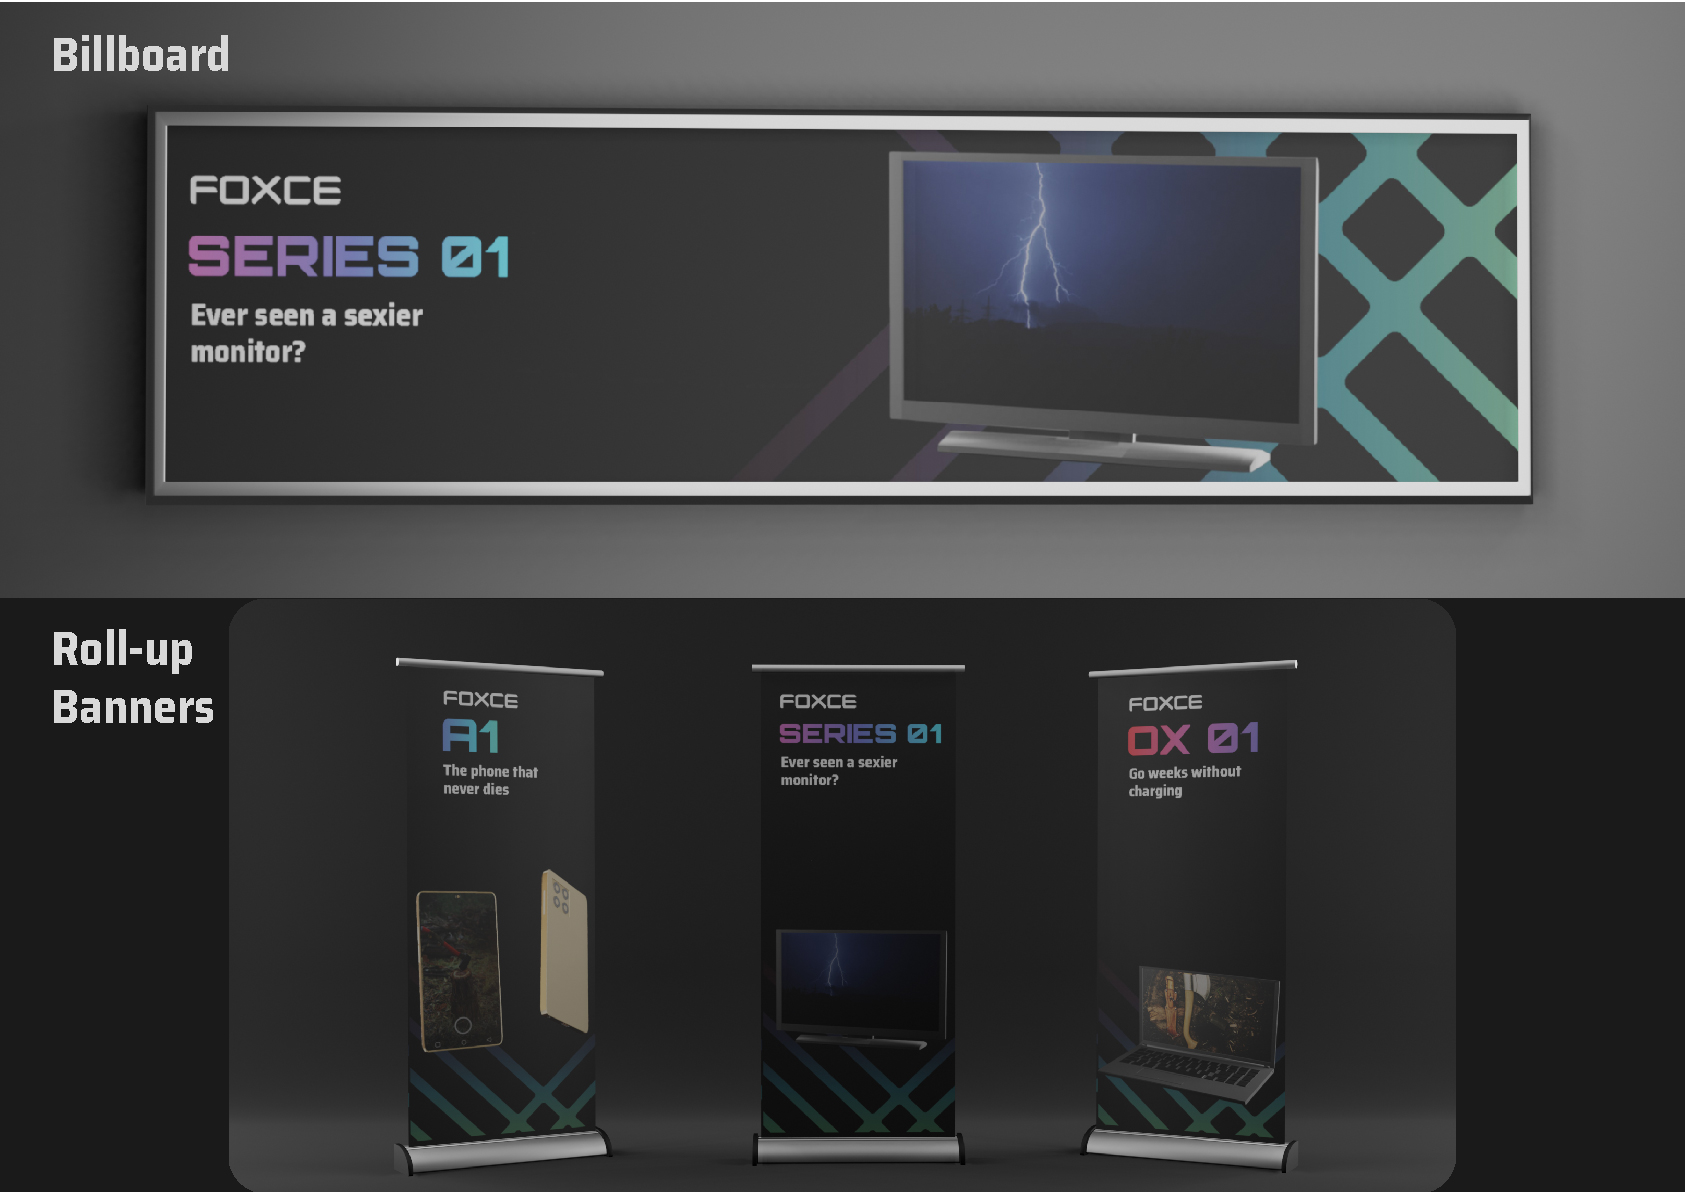 Billboard
FOXCE
SERIES 01
Ever seen a sexier
monitor?
Roll-up
Banners
FOXCE
A1
The phone that
never dies
FOXCE
SERIES 01
Ever seen a sexier
monitor?
FOXCE
OX 01
Go weeks without
charging